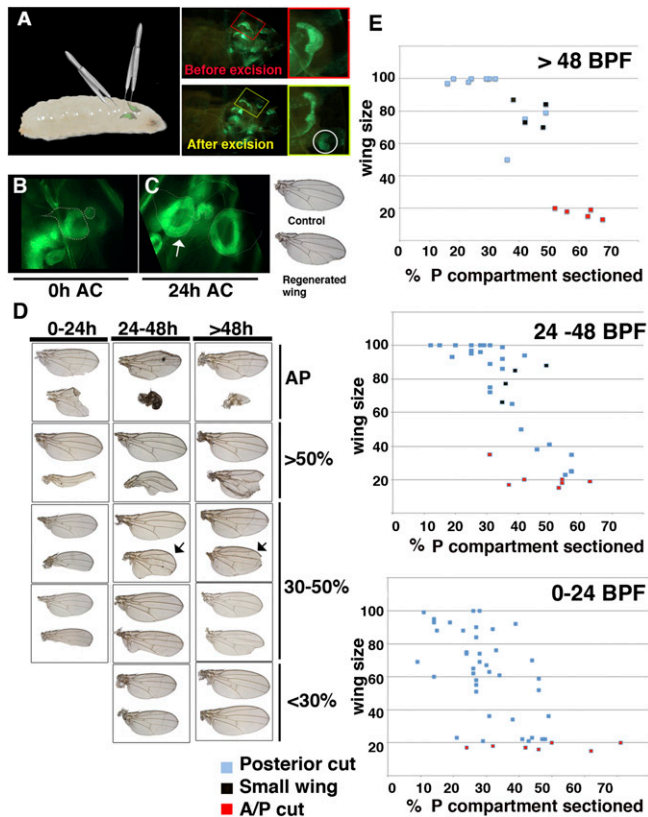 A
Before excision
After excision
B
C
Control
Regenerated
wing
0h AC
24h AC
D
0-24h
24-48h
>48h
AP
>50%
30-50%
<30%
Posterior cut
Small wing
A/P cut
E
> 48 BPF
wing size
100
80
60
40
20
0 10 20 30 40 50 60 70 80
% P compartment sectioned
24 -48 BPF
wing size
100
80
60
40
20
0 10 20 30 40 50 60 70 80
% P compartment sectioned
0-24 BPF
wing size
100
80
60
40
20
0 10 20 30 40 50 60 70 80
% P compartment sectioned